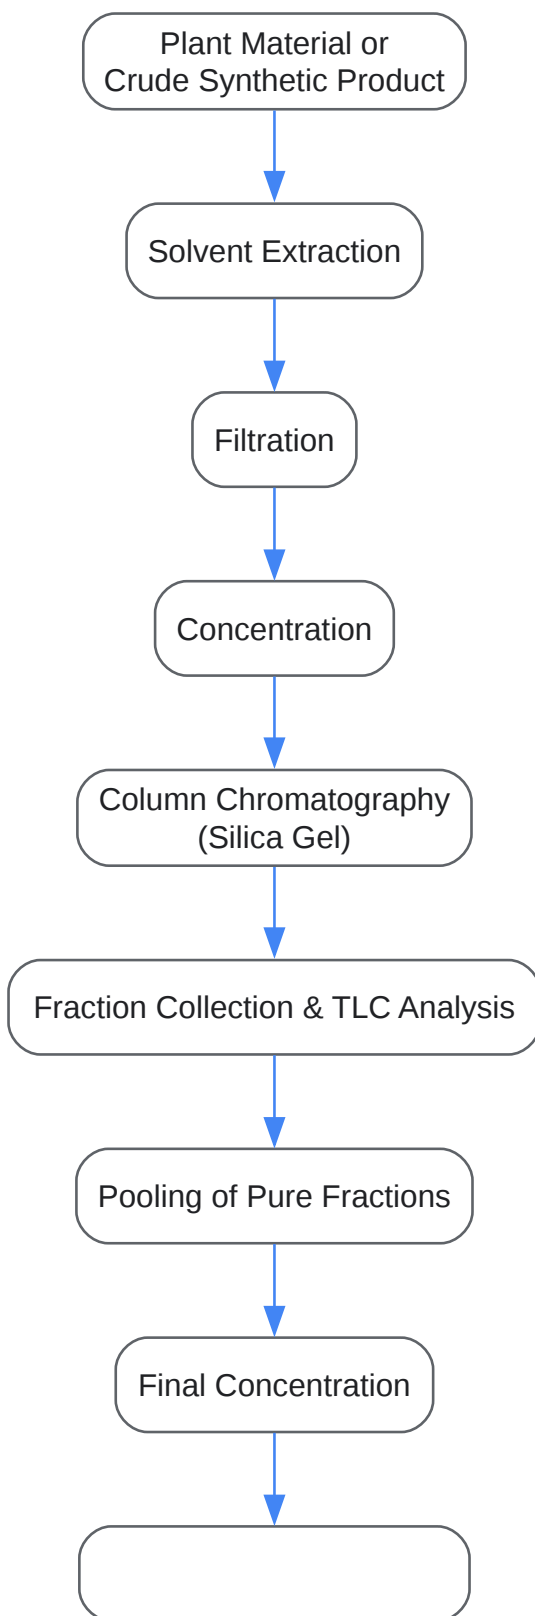 Plant Material or
Crude Synthetic Product
Solvent Extraction
Filtration
Concentration
Column Chromatography
(Silica Gel)
Fraction Collection & TLC Analysis
Pooling of Pure Fractions
Final Concentration